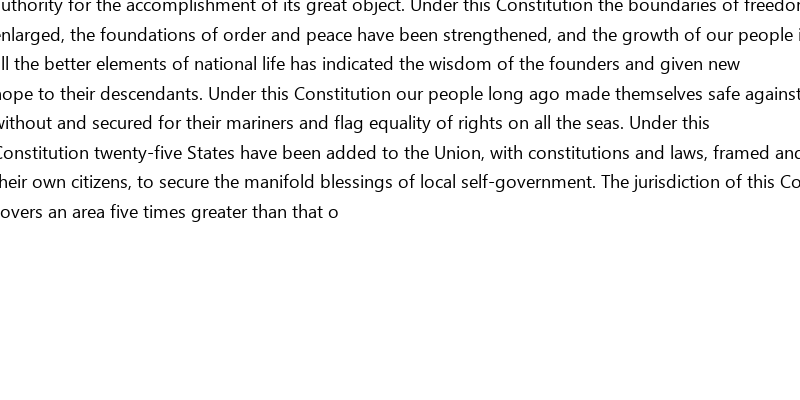 uthority for the accomplishment of its great object. Under this Constitution the boundaries of freedo
enlarged, the foundations of order and peace have been strengthened, and the growth of our people i
ll the better elements of national life has indicated the wisdom of the founders and given new
hope to their descendants. Under this Constitution our people long ago made themselves safe against
without and secured for their mariners and flag equality of rights on all the seas. Under this
Constitution twenty-five States have been added to the Union, with constitutions and laws, framed and
their own citizens, to secure the manifold blessings of local self-government. The jurisdiction of this Co
overs an area five times greater than that o